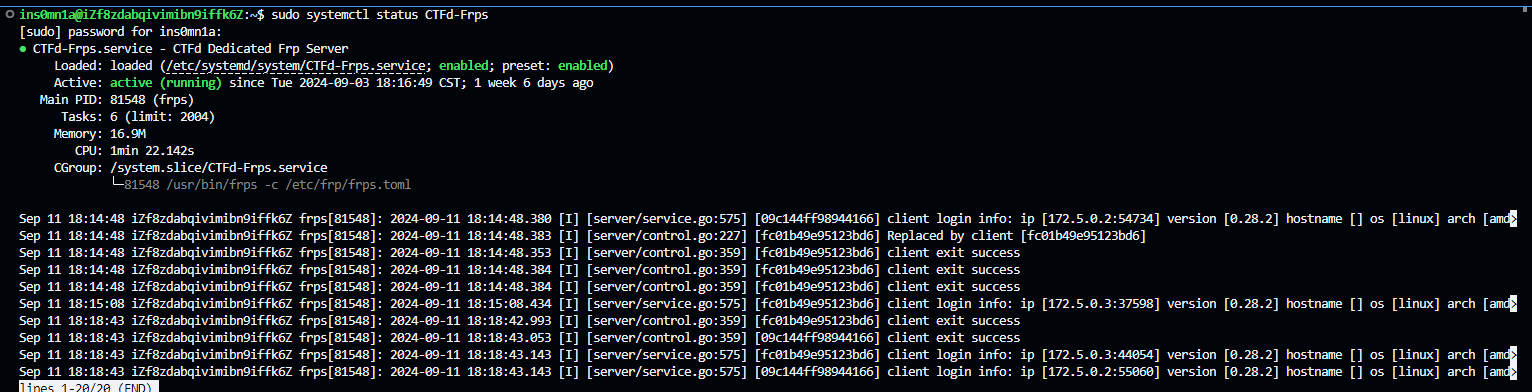 ins0mn1a@iZf8zdabqivimibn9iffk6Z:~$ sudo systemctl status CTFd-Frps
[sudo] password for ins0mn1a:
● CTFd-Frps.service - CTFd Dedicated Frp Server
Loaded: loaded (/etc/systemd/system/CTFd-Frps.service; enabled; preset: enabled)
Active: active (running) since Tue 2024-09-03 18:16:49 CST; 1 week 6 days ago
Main PID: 81548 (frps)
Tasks: 6 (limit: 2004)
Memory: 16.9M
CPU: 1min 22.142s
CGroup: /system.slice/CTFd-Frps.service
└─81548 /usr/bin/frps -c /etc/frp/frps.toml
Sep 11 18:14:48 iZf8zdabqivimibn9iffk6Z frps[81548]: 2024-09-11 18:14:48.380 [I] [server/service.go:575] [09c144ff98944166] client login info: ip [172.5.0.2:54734] version [0.28.2] hostname [] os [linux] arch [amd>
Sep 11 18:14:48 iZf8zdabqivimibn9iffk6Z frps[81548]: 2024-09-11 18:14:48.383 [I] [server/control.go:227] [fc01b49e95123bd6] Replaced by client [fc01b49e95123bd6]
Sep 11 18:14:48 iZf8zdabqivimibn9iffk6Z frps[81548]: 2024-09-11 18:14:48.353 [I] [server/control.go:359] [fc01b49e95123bd6] client exit success
Sep 11 18:14:48 iZf8zdabqivimibn9iffk6Z frps[81548]: 2024-09-11 18:14:48.384 [I] [server/control.go:359] [fc01b49e95123bd6] client exit success
Sep 11 18:14:48 iZf8zdabqivimibn9iffk6Z frps[81548]: 2024-09-11 18:14:48.384 [I] [server/control.go:359] [fc01b49e95123bd6] client exit success
Sep 11 18:15:08 iZf8zdabqivimibn9iffk6Z frps[81548]: 2024-09-11 18:15:08.434 [I] [server/service.go:575] [fc01b49e95123bd6] client login info: ip [172.5.0.3:37598] version [0.28.2] hostname [] os [linux] arch [amd>
Sep 11 18:18:43 iZf8zdabqivimibn9iffk6Z frps[81548]: 2024-09-11 18:18:42.993 [I] [server/control.go:359] [fc01b49e95123bd6] client exit success
Sep 11 18:18:43 iZf8zdabqivimibn9iffk6Z frps[81548]: 2024-09-11 18:18:43.053 [I] [server/control.go:359] [09c144ff98944166] client exit success
Sep 11 18:18:43 iZf8zdabqivimibn9iffk6Z frps[81548]: 2024-09-11 18:18:43.143 [I] [server/service.go:575] [fc01b49e95123bd6] client login info: ip [172.5.0.3:44054] version [0.28.2] hostname [] os [linux] arch [amd>
Sep 11 18:18:43 iZf8zdabqivimibn9iffk6Z frps[81548]: 2024-09-11 18:18:43.143 [I] [server/service.go:575] [09c144ff98944166] client login info: ip [172.5.0.2:55060] version [0.28.2] hostname [] os [linux] arch [amd>
lines 1-20/20 (END)